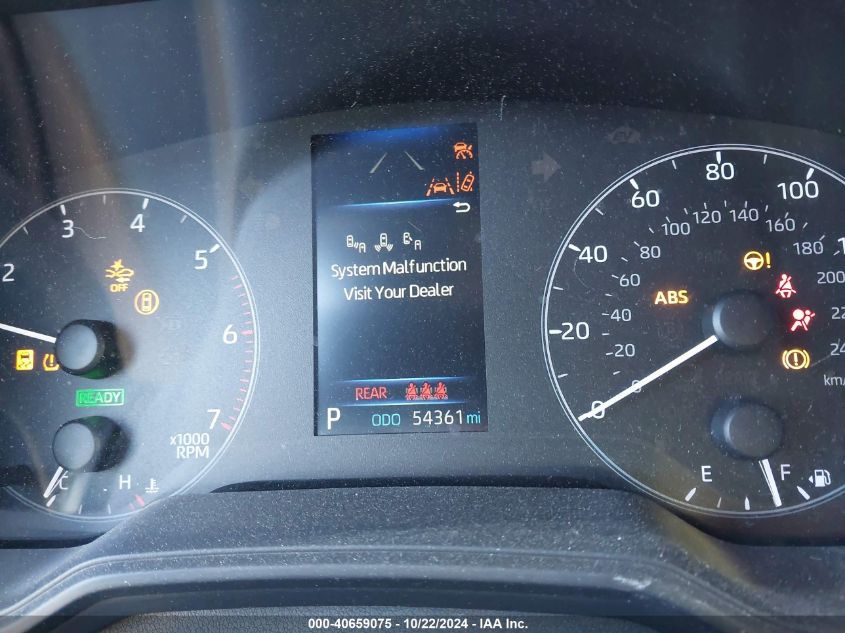 2 3 4 5 6 7
OFF
READY
x1000
RPM
C H
System Malfunction
Visit Your Dealer
REAR
P ODO 54361 mi
0 20 40 60 80 100
0 20 40 60 80 100 120 140 160 180 200
ABS
km/
E F
000-40659075 - 10/22/2024 - IAA Inc.